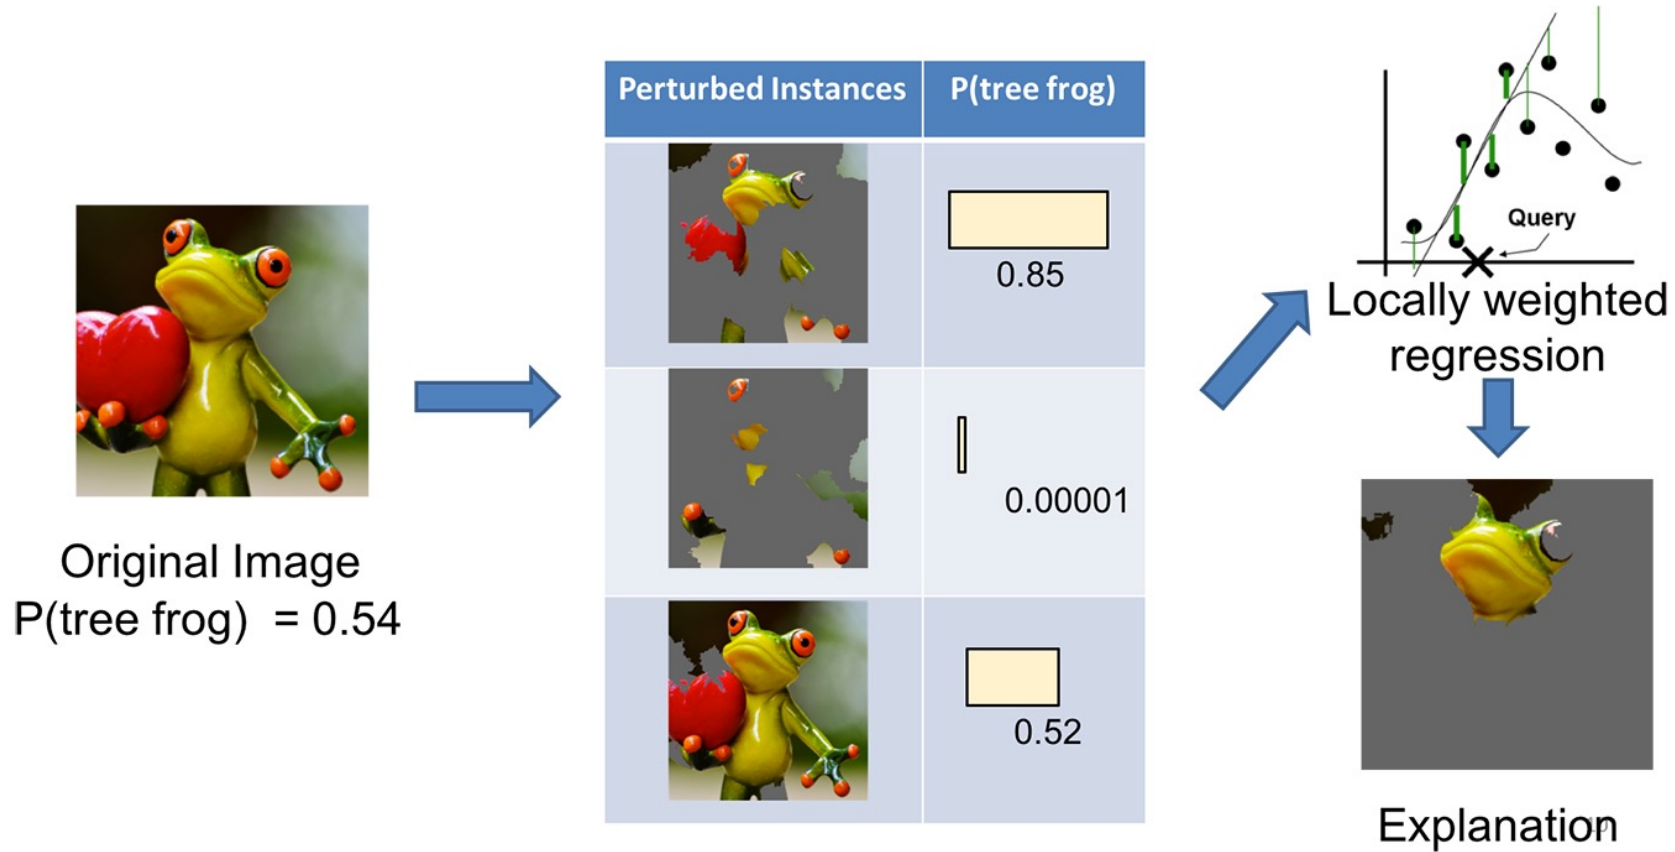 Original Image
P(tree frog) = 0.54
Perturbed Instances
P(tree frog)
0.85
0.00001
0.52
Query
Locally weighted
regression
Explanation